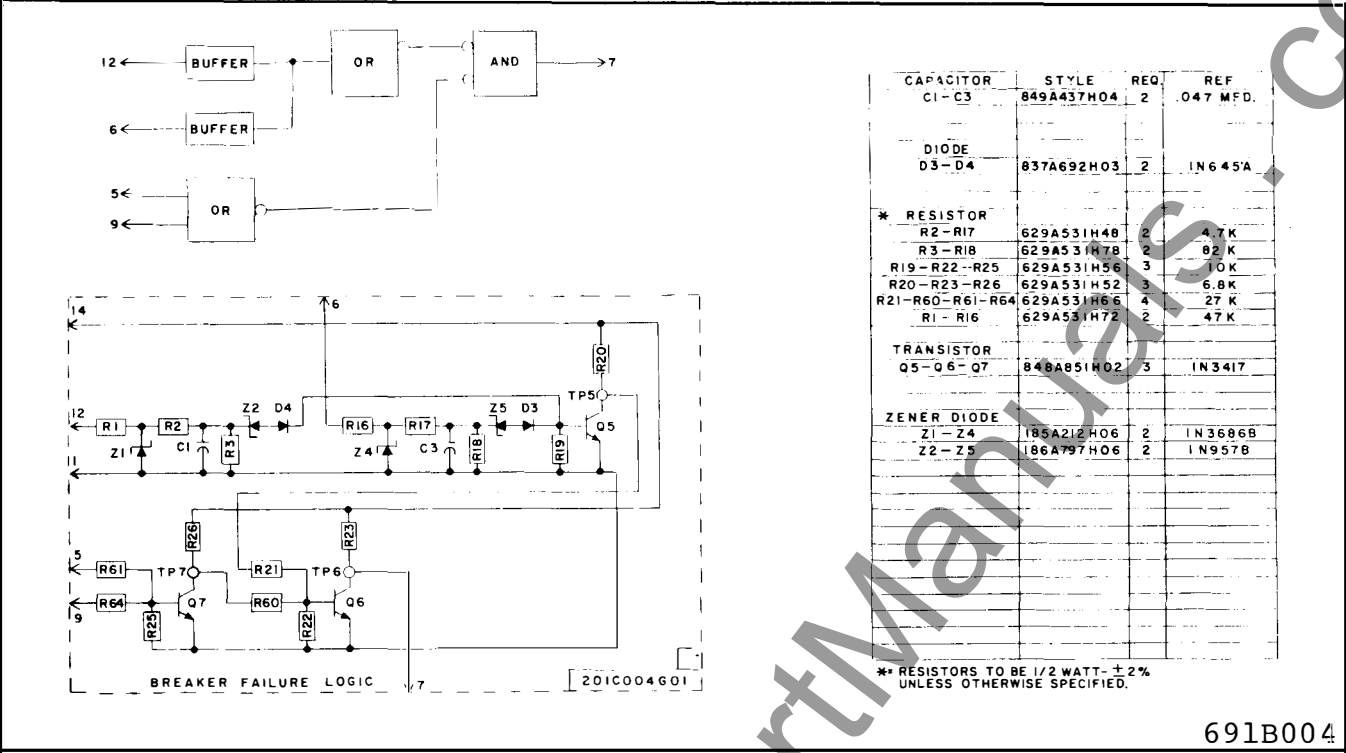 12 BUFFER OR AND 7
6 BUFFER
5
OR
9
14 6
R20
TP5
12 R1 R2 Z2 D4 R16 R17 Z5 D3 Q5
Z1 C1 R3 Z4 C3 R18 R19
11
R26 R23
5 R61 TP7 R21 TP6
R64 Q7 R60 Q6
9 R25 R22
BREAKER FAILURE LOGIC 7 201C004G01
CAPACITOR STYLE REQ. REF
C1-C3 849A437H04 2 .047 MFD.
DIODE
D3-D4 837A692H03 2 1N645A
* RESISTOR
R2-R17 629A531H48 2 4.7K
R3-R18 629A531H78 2 82 K
R19-R22-R25 629A531H56 3 10K
R20-R23-R26 629A531H52 3 6.8K
R21-R60-R61-R64 629A531H66 4 27 K
R1-R16 629A531H72 2 47K
TRANSISTOR
Q5-Q6-Q7 848A851H02 3 1N3417
ZENER DIODE
Z1-Z4 185A212H06 2 1N3686B
Z2-Z5 186A797H06 2 1N957B
*= RESISTORS TO BE 1/2 WATT-±2%
UNLESS OTHERWISE SPECIFIED.
691B004